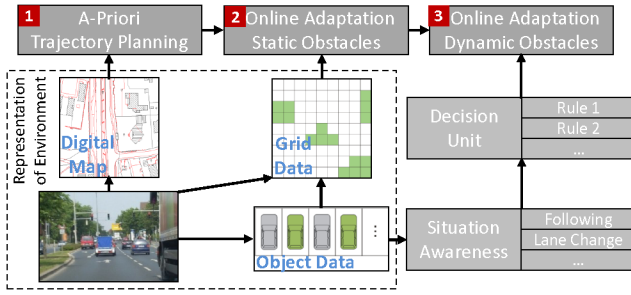 1
A-Priori
Trajectory Planning
2
Online Adaptation
Static Obstacles
3
Online Adaptation
Dynamic Obstacles
Representation
of Environment
Digital
Map
Grid
Data
Object Data
...
Decision
Unit
Rule 1
Rule 2
...
Situation
Awareness
Following
Lane Change
...